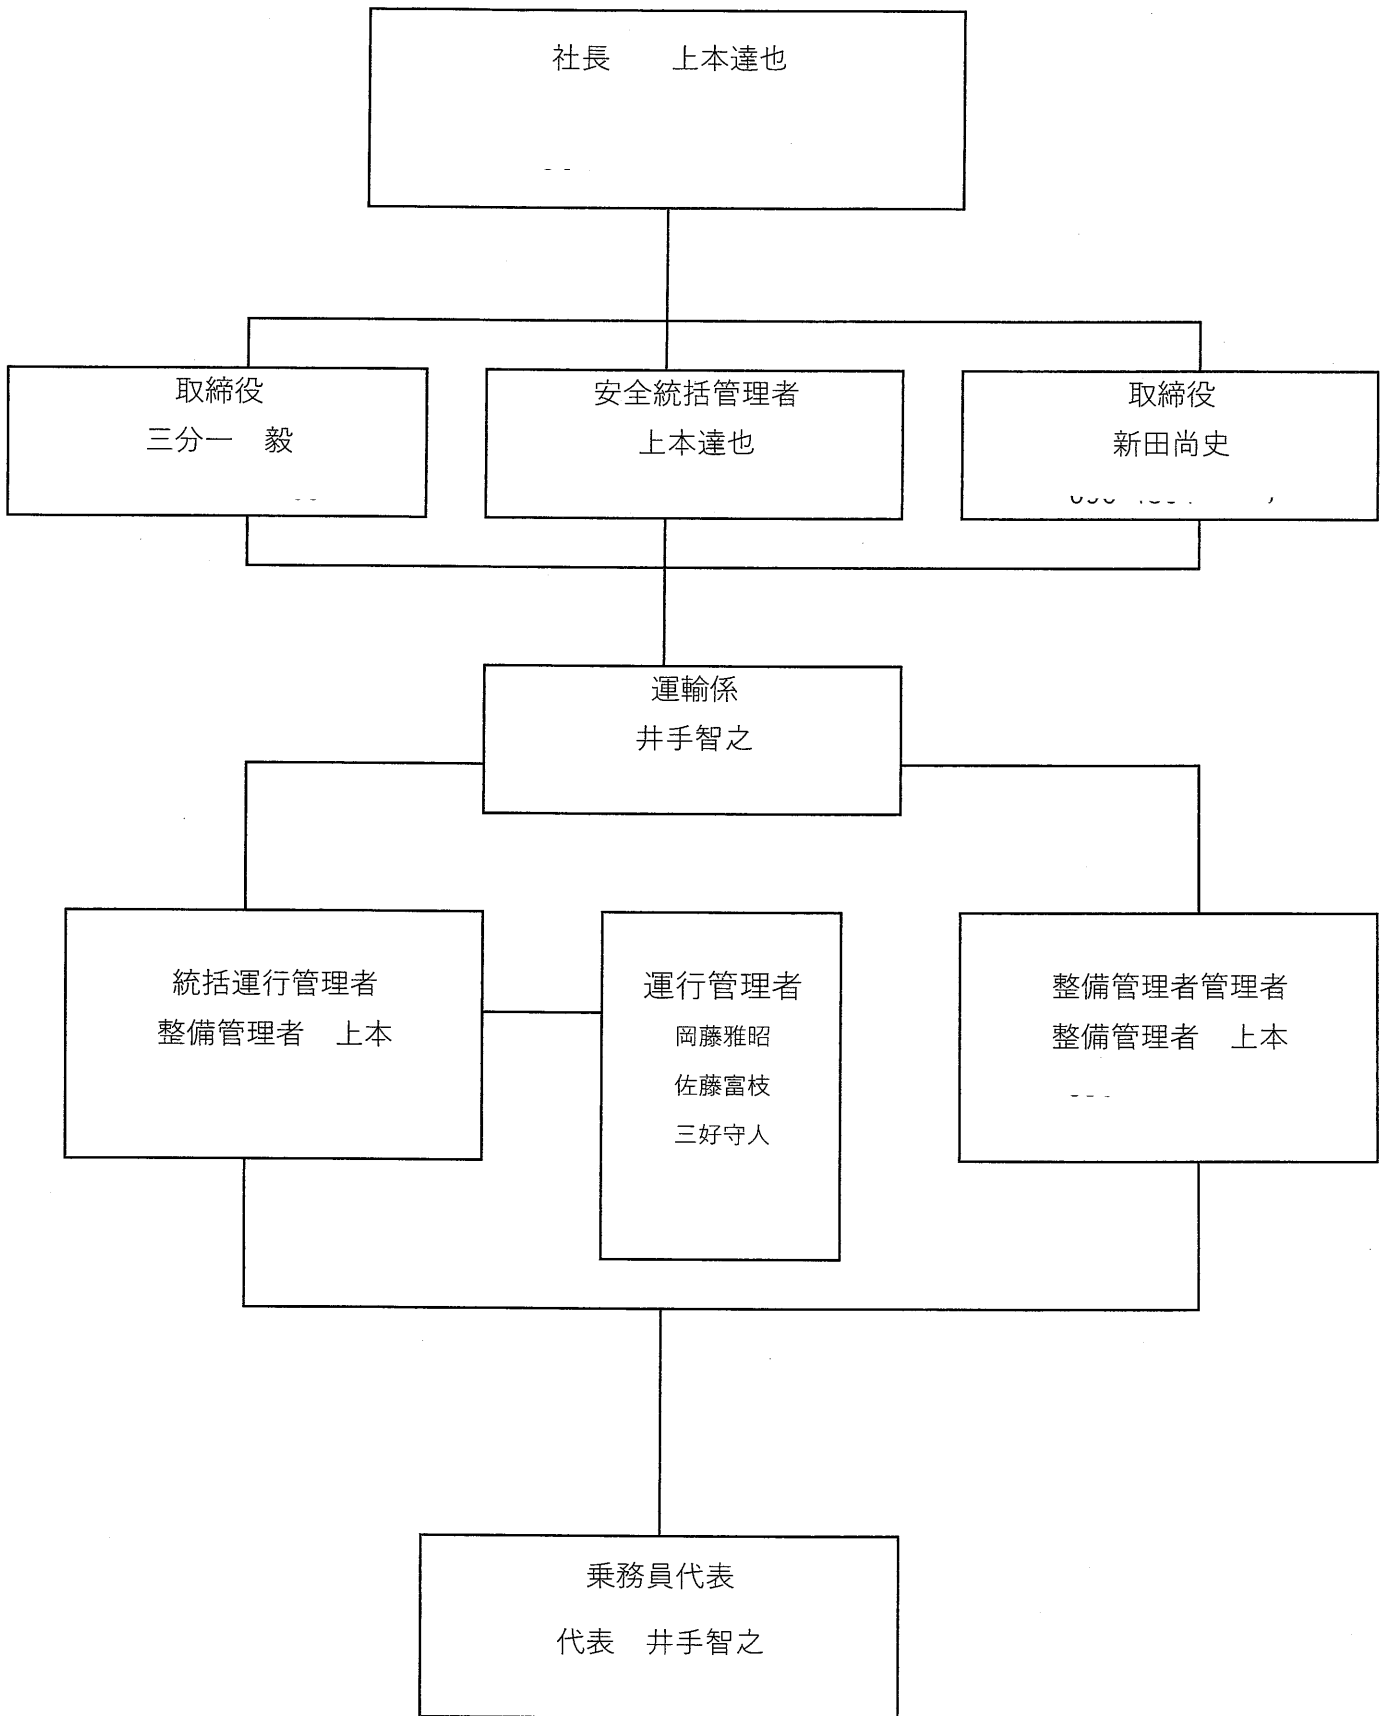 社長　上本達也
取締役
三分一　毅
安全統括管理者
上本達也
取締役
新田尚史
運輸係
井手智之
統括運行管理者
整備管理者　上本
運行管理者
岡藤雅昭
佐藤富枝
三好守人
整備管理者管理者
整備管理者　上本
乗務員代表
代表　井手智之